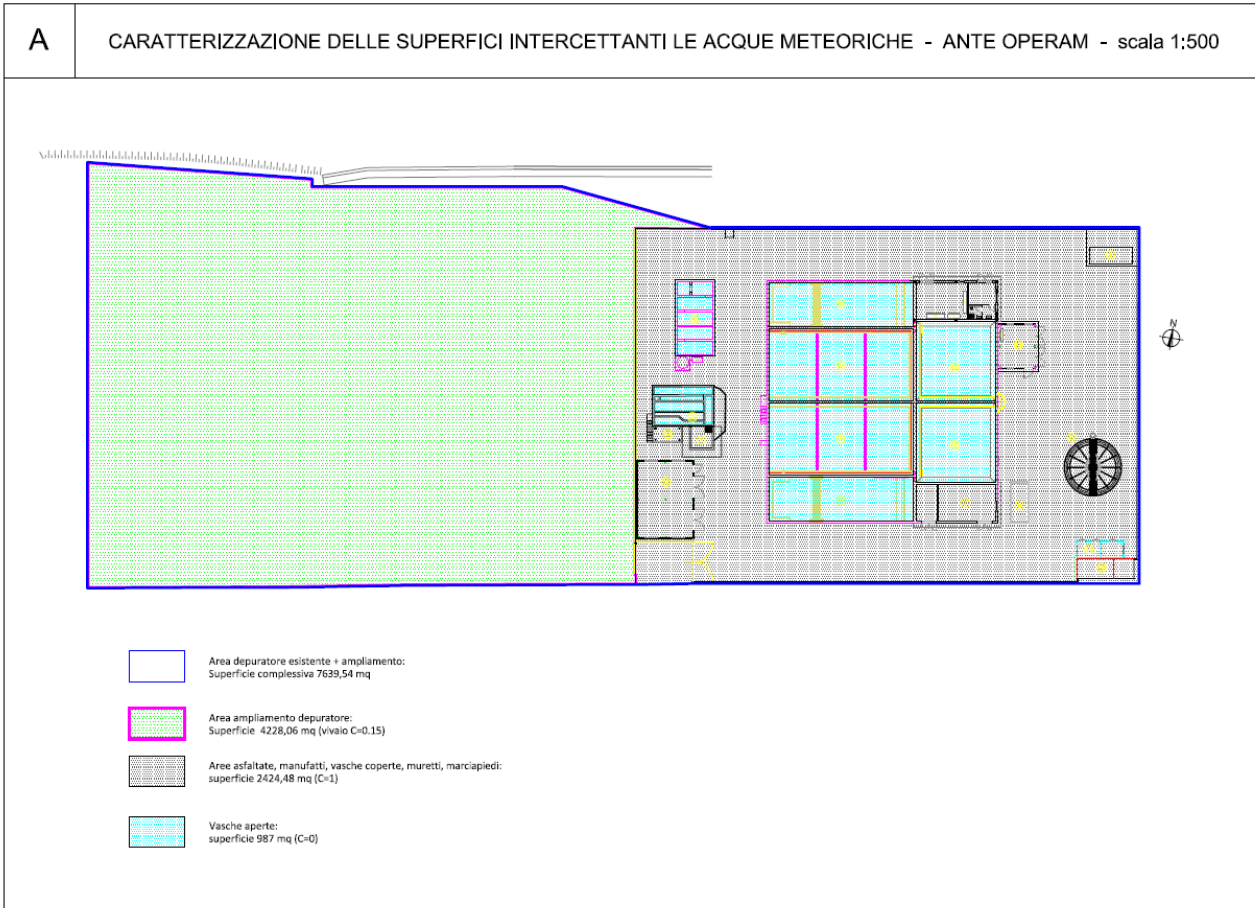 A
CARATTERIZZAZIONE DELLE SUPERFICI INTERCETTANTI LE ACQUE METEORICHE - ANTE OPERAM - scala 1:500
N
Area depuratore esistente + ampliamento:
Superficie complessiva 7639,54 mq
Area ampliamento depuratore:
Superficie 4228,06 mq (vivaio C=0.15)
Aree asfaltate, manufatti, vasche coperte, muretti, marciapiedi:
superficie 2424,48 mq (C=1)
Vasche aperte:
superficie 987 mq (C=0)